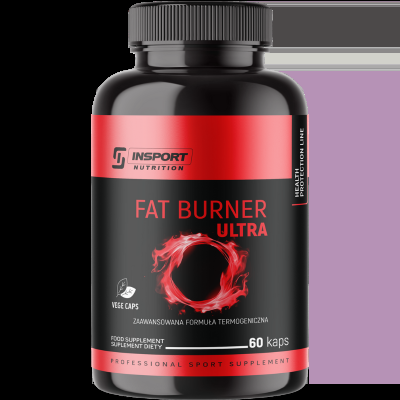 INSPORT
NUTRITION
HEALTH
PROTECTION LINE
FAT BURNER
ULTRA
VEGE CAPS
ZAAWANSOWANA FORMUŁA TERMOGENICZNA
FOOD SUPPLEMENT
SUPLEMENT DIETY
60 kaps
PROFESSIONAL SPORT SUPPLEMENT